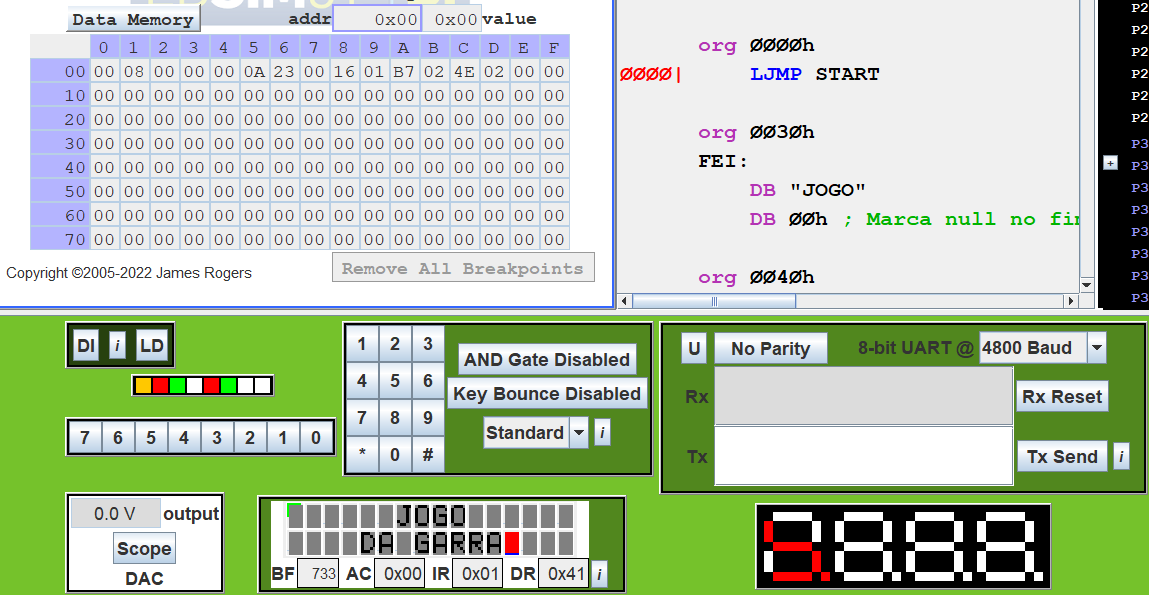 Data Memory addr 0x00 0x00 value
0 1 2 3 4 5 6 7 8 9 A B C D E F
00 00 08 00 00 00 0A 23 00 16 01 B7 02 4E 02 00 00
10 00 00 00 00 00 00 00 00 00 00 00 00 00 00 00 00
20 00 00 00 00 00 00 00 00 00 00 00 00 00 00 00 00
30 00 00 00 00 00 00 00 00 00 00 00 00 00 00 00 00
40 00 00 00 00 00 00 00 00 00 00 00 00 00 00 00 00
50 00 00 00 00 00 00 00 00 00 00 00 00 00 00 00 00
60 00 00 00 00 00 00 00 00 00 00 00 00 00 00 00 00
70 00 00 00 00 00 00 00 00 00 00 00 00 00 00 00 00
Copyright ©2005-2022 James Rogers
Remove All Breakpoints
org 0000h
0000| LJMP START
org 0030h
FEI:
DB "JOGO"
DB 00h ; Marca null no
org 0040h
P2
P2
P2
P2
P2
P2
P3
+ P3
P3
P3
P3
P3
P3
P3
DI i LD
7 6 5 4 3 2 1 0
1 2 3
4 5 6
7 8 9
* 0 #
AND Gate Disabled
Key Bounce Disabled
Standard i
U No Parity 8-bit UART @ 4800 Baud
Rx Rx Reset
Tx Tx Send i
0.0 V output
Scope
DAC
JOGO
DA GARRA
BF 733 AC 0x00 IR 0x01 DR 0x41 i